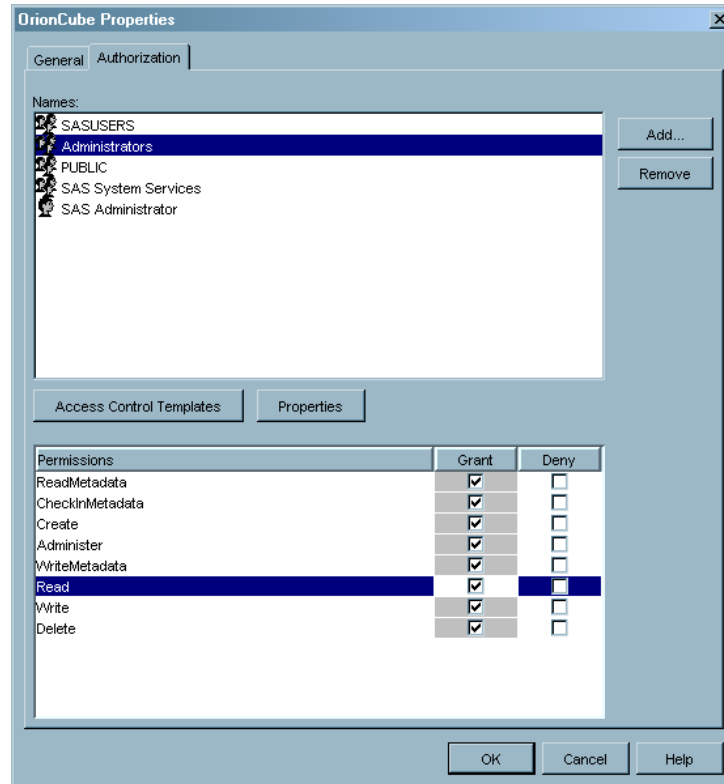 OrionCube Properties
General Authorization
Names:
SASUSERS
Administrators
PUBLIC
SAS System Services
SAS Administrator
Add...
Remove
Access Control Templates Properties
Permissions Grant Deny
ReadMetadata
CheckInMetadata
Create
Administer
WriteMetadata
Read
Write
Delete
OK Cancel Help